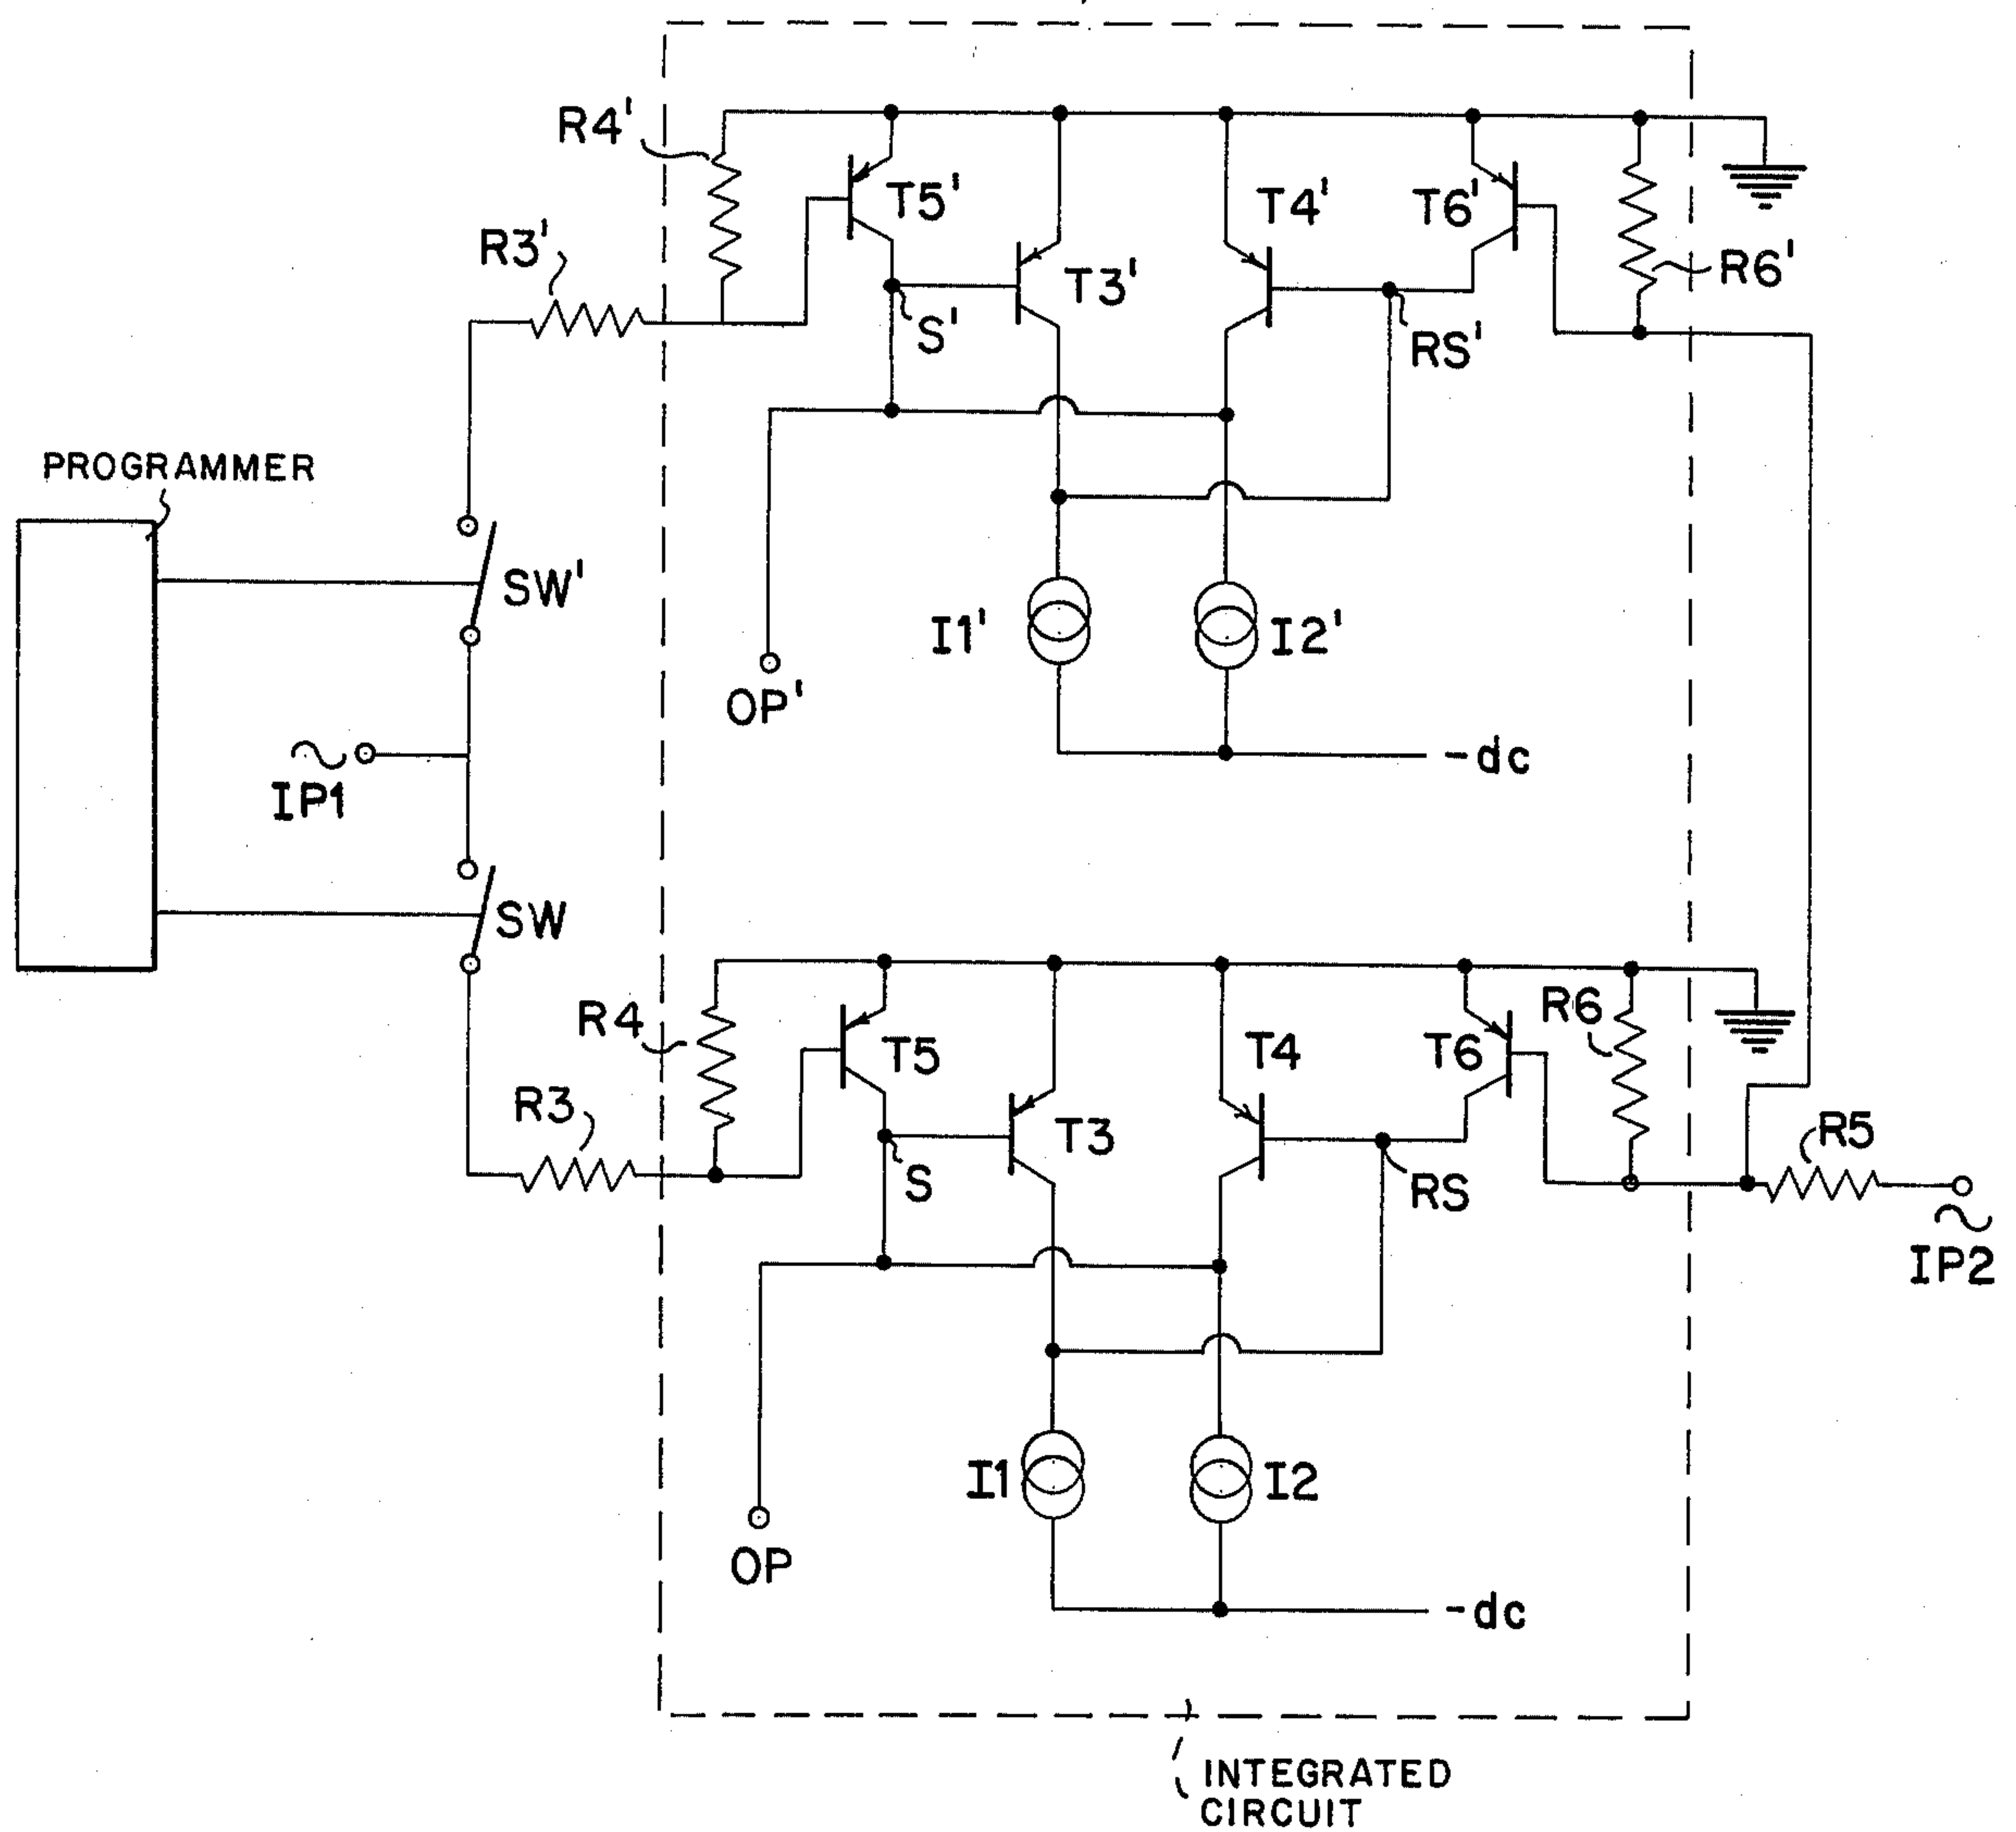 R4'
T5'
T4'
T6'
R3'
T3'
R6'
S'
RS'
PROGRAMMER
SW'
I1'
I2'
OP'
-dc
IP1
SW
R4
T5
T4
T6
R6
R3
T3
R5
S
RS
IP2
I1
I2
OP
-dc
INTEGRATED
CIRCUIT